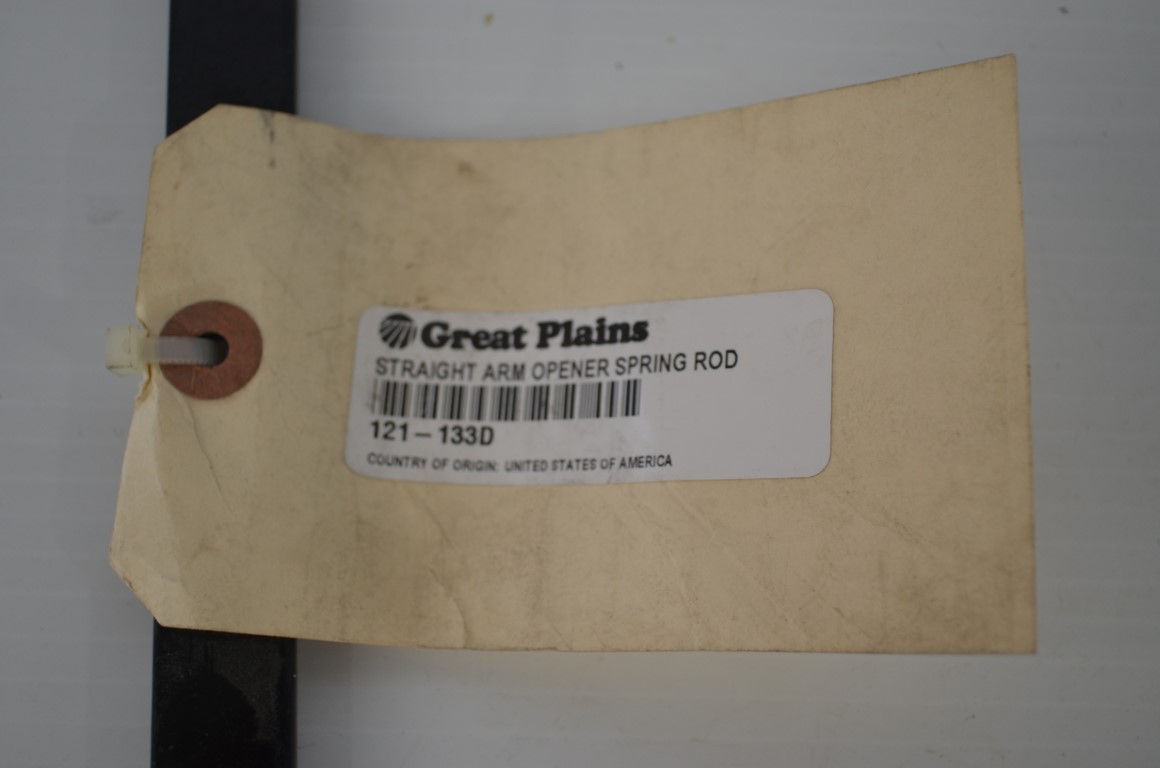 Great Plains
STRAIGHT ARM OPENER SPRING ROD
121-133D
COUNTRY OF ORIGIN: UNITED STATES OF AMERICA